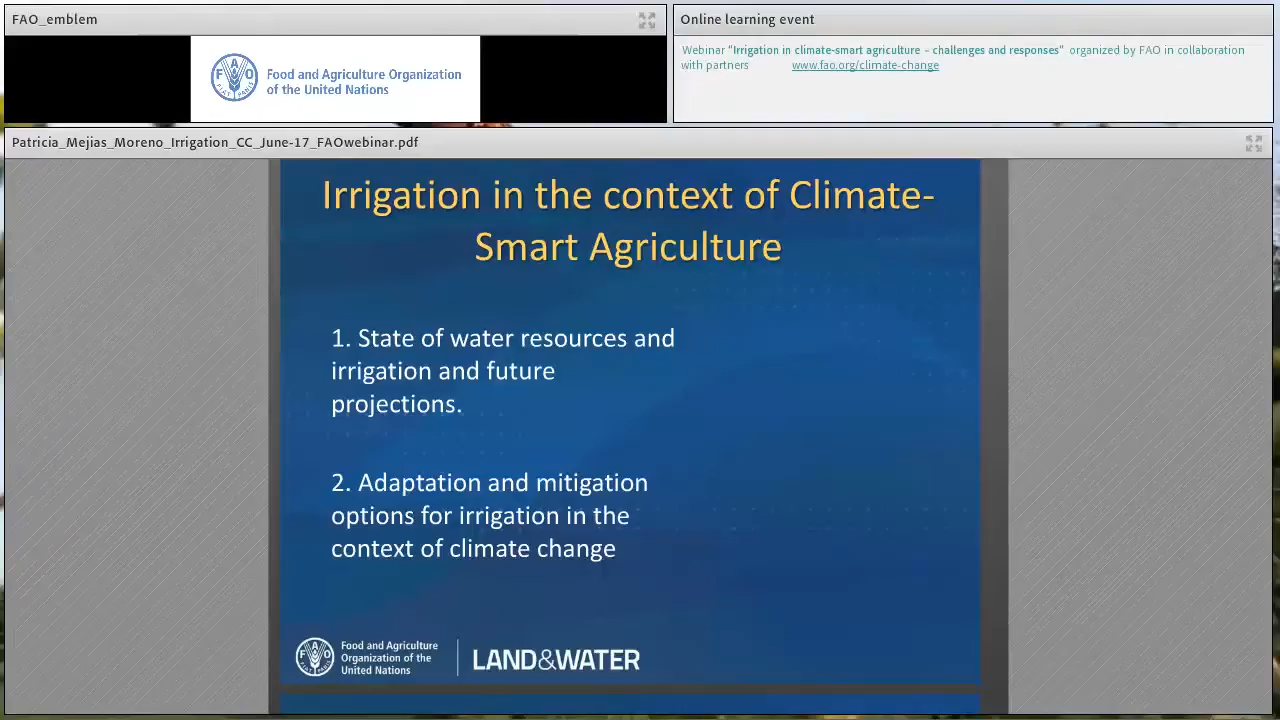 FAO_emblem
Food and Agriculture Organization
of the United Nations
Online learning event
Webinar "Irrigation in climate-smart agriculture – challenges and responses" organized by FAO in collaboration
with partners www.fao.org/climate-change
Patricia_Mejias_Moreno_Irrigation_CC_June-17_FAOwebinar.pdf
Irrigation in the context of Climate-
Smart Agriculture
1. State of water resources and
irrigation and future
projections.
2. Adaptation and mitigation
options for irrigation in the
context of climate change
Food and Agriculture
Organization of the
United Nations
LAND&WATER